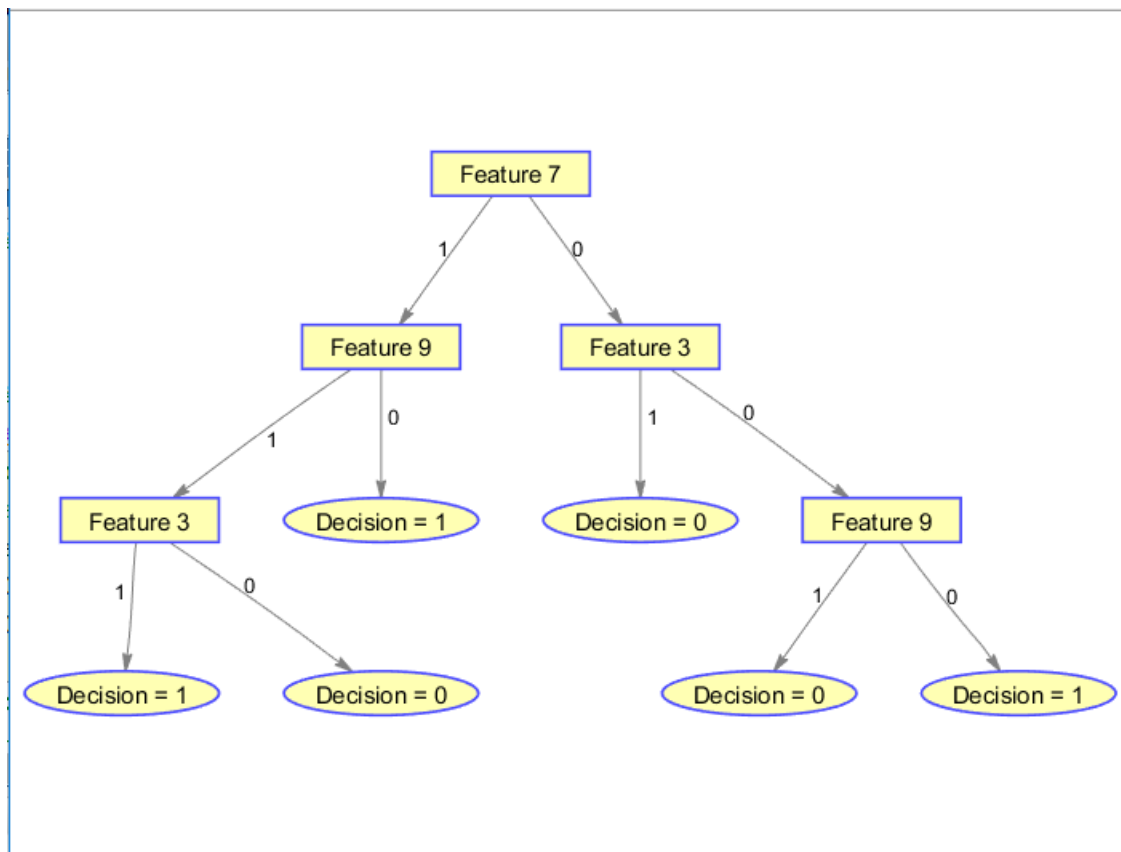 Feature 7
1
0
Feature 9
Feature 3
1
0
1
0
Feature 3
Decision = 1
Decision = 0
Feature 9
1
0
1
0
Decision = 1
Decision = 0
Decision = 0
Decision = 1